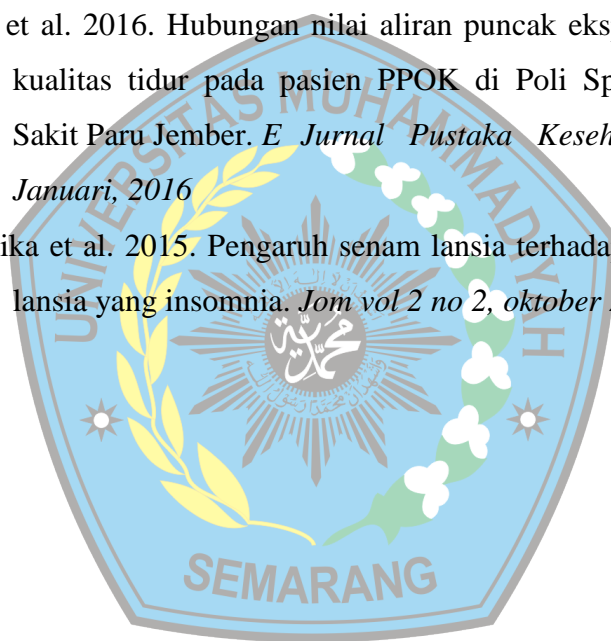 et al. 2016. Hubungan nilai aliran puncak eksp
kualitas tidur pada pasien PPOK di Poli Sp
Sakit Paru Jember. E Jurnal Pustaka Keseh
Januari, 2016
ika et al. 2015. Pengaruh senam lansia terhada
lansia yang insomnia. Jom vol 2 no 2, oktober
UNIVERSITAS MUHAMMADIYAH
محمدية
SEMARANG